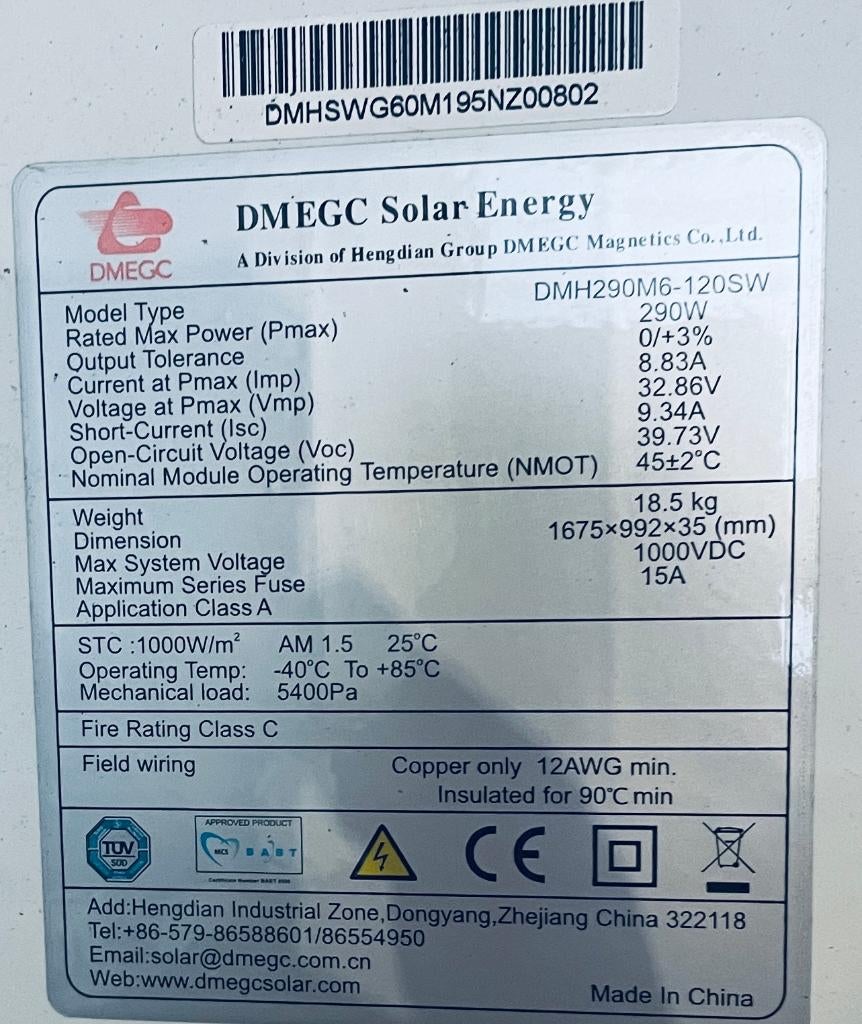 DMHSWG60M195NZ00802
DMEGC
DMEGC Solar Energy
A Division of Hengdian Group DMEGC Magnetics Co.,Ltd.
Model Type DMH290M6-120SW
Rated Max Power (Pmax) 290W
Output Tolerance 0/+3%
Current at Pmax (Imp) 8.83A
Voltage at Pmax (Vmp) 32.86V
Short-Current (Isc) 9.34A
Open-Circuit Voltage (Voc) 39.73V
Nominal Module Operating Temperature (NMOT) 45±2°C
Weight 18.5 kg
Dimension 1675×992×35 (mm)
Max System Voltage 1000VDC
Maximum Series Fuse 15A
Application Class A
STC :1000W/m² AM 1.5 25°C
Operating Temp: -40°C To +85°C
Mechanical load: 5400Pa
Fire Rating Class C
Field wiring Copper only 12AWG min.
Insulated for 90℃ min
TÜV
SÜD
APPROVED PRODUCT
MCS BABT
Certificate Number BABT
CE
Add:Hengdian Industrial Zone,Dongyang,Zhejiang China 322118
Tel:+86-579-86588601/86554950
Email:solar@dmegc.com.cn
Web:www.dmegcsolar.com
Made In China